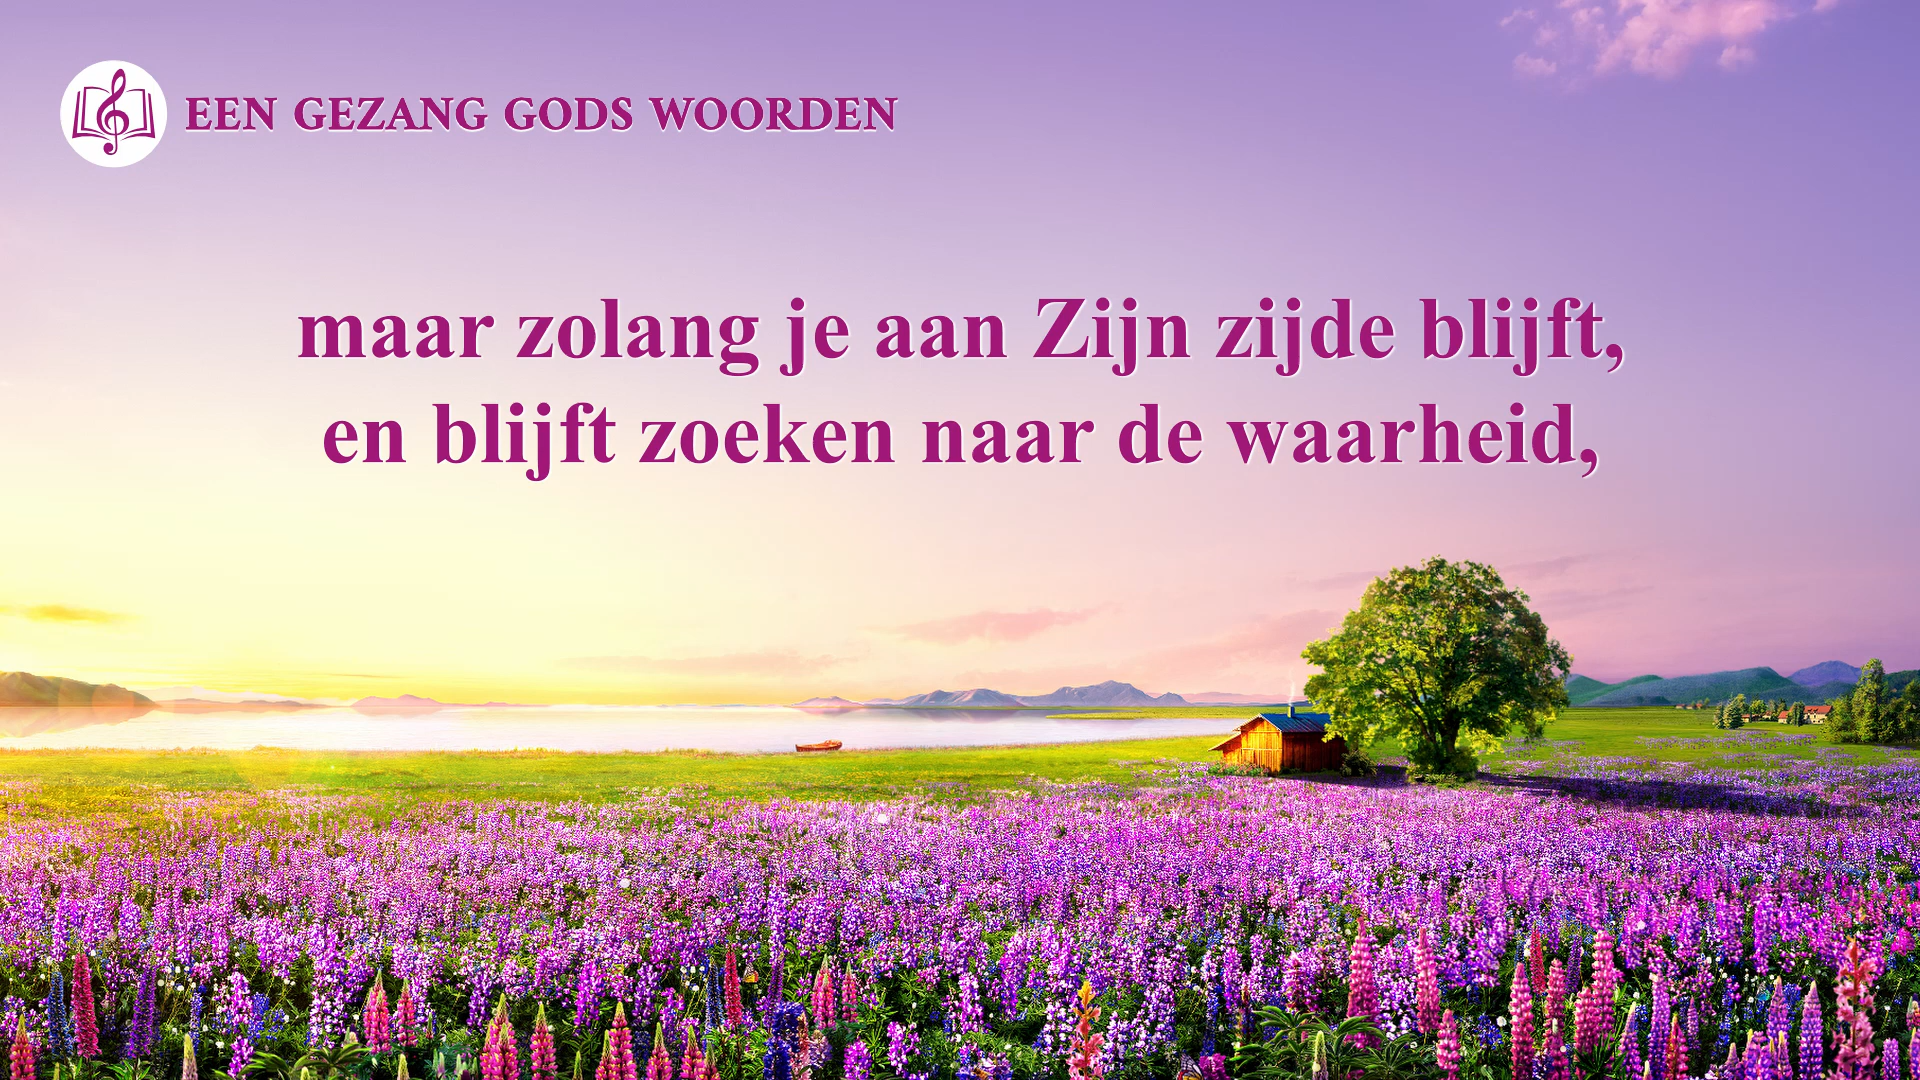 EEN GEZANG GODS WOORDEN
maar zolang je aan Zijn zijde blijft,
en blijft zoeken naar de waarheid,